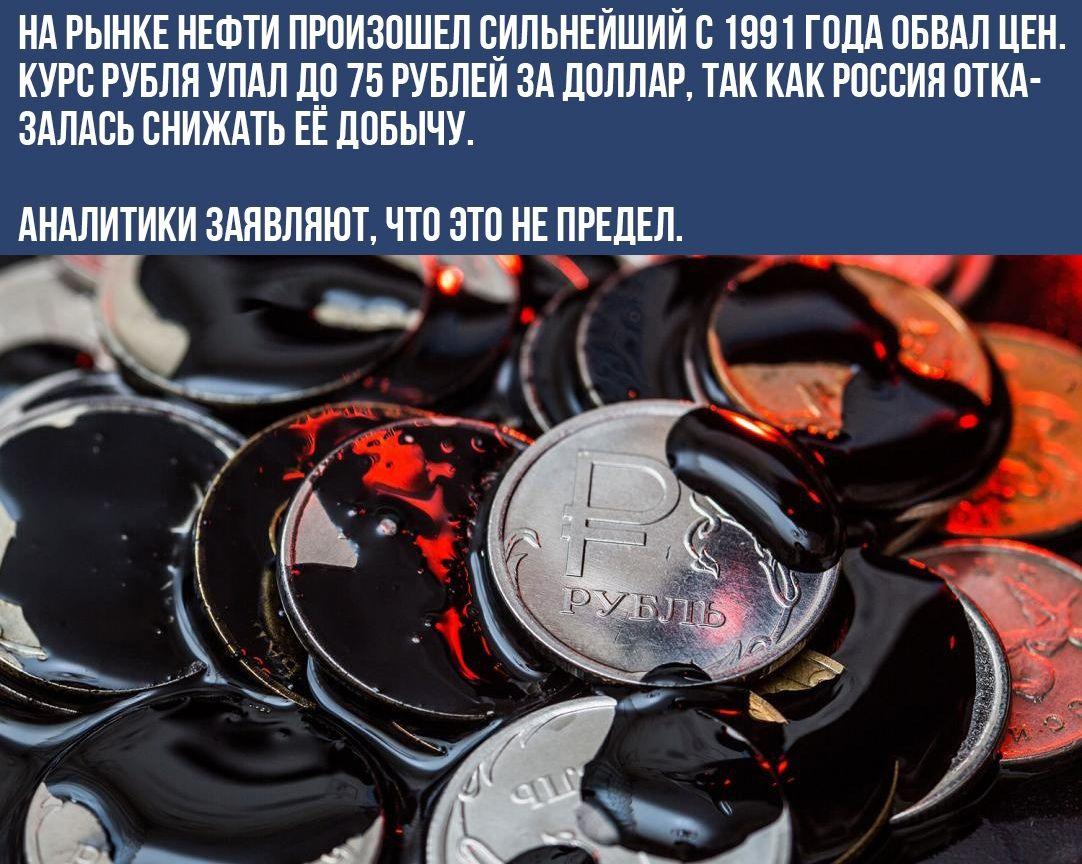 НА РЫНКЕ НЕФТИ ПРОИЗОШЕЛ СИЛЬНЕЙШИЙ С 1991 ГОДА ОБВАЛ ЦЕН.
КУРС РУБЛЯ УПАЛ ДО 75 РУБЛЕЙ ЗА ДОЛЛАР, ТАК КАК РОССИЯ ОТКА-
ЗАЛАСЬ СНИЖАТЬ ЕЁ ДОБЫЧУ.
АНАЛИТИКИ ЗАЯВЛЯЮТ, ЧТО ЭТО НЕ ПРЕДЕЛ.
РУБЛЬ